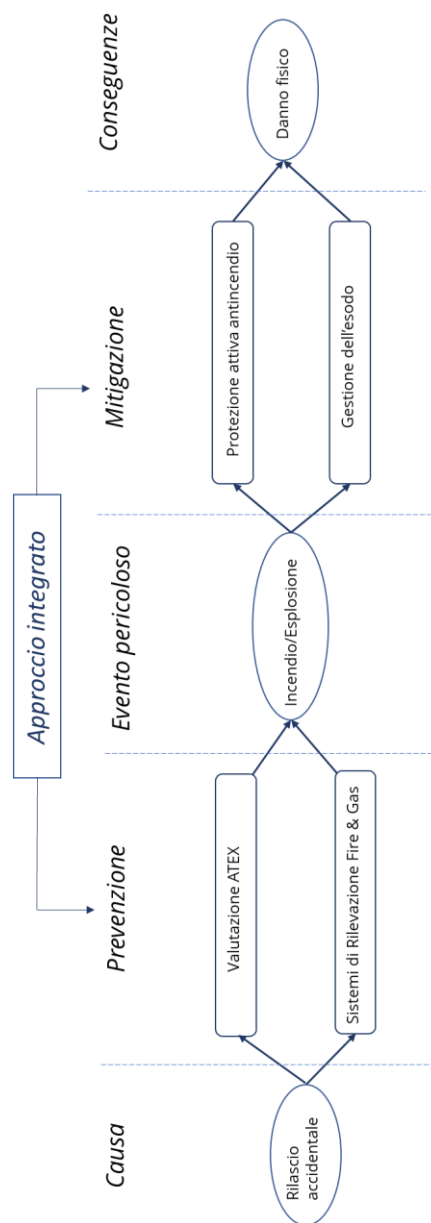 Approccio integrato
Causa
Prevenzione
Evento pericoloso
Mitigazione
Conseguenze
Rilascio
accidentale
Valutazione ATEX
Sistemi di Rilevazione Fire & Gas
Incendio/Esplosione
Protezione attiva antincendio
Gestione dell'esodo
Danno fisico